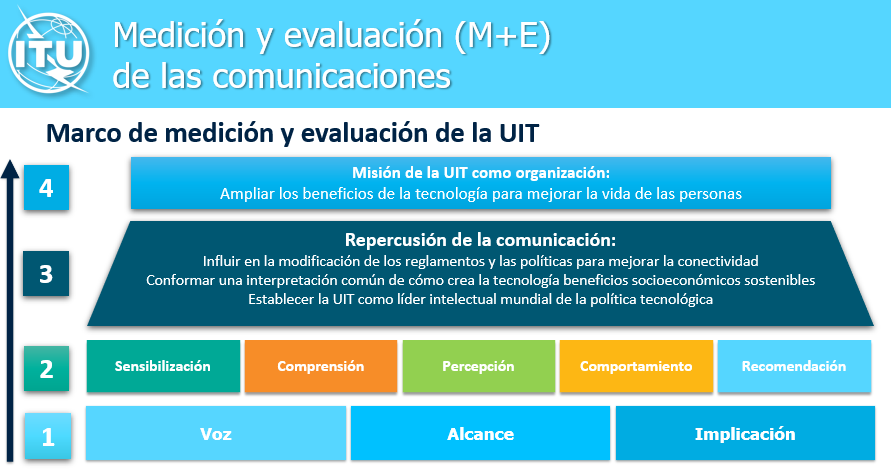 ITU
Medición y evaluación (M+E)
de las comunicaciones
Marco de medición y evaluación de la UIT
4
Misión de la UIT como organización:
Ampliar los beneficios de la tecnología para mejorar la vida de las personas
3
Repercusión de la comunicación:
Influir en la modificación de los reglamentos y las políticas para mejorar la conectividad
Conformar una interpretación común de cómo crea la tecnología beneficios socioeconómicos sostenibles
Establecer la UIT como líder intelectual mundial de la política tecnológica
2
Sensibilización
Comprensión
Percepción
Comportamiento
Recomendación
1
Voz
Alcance
Implicación